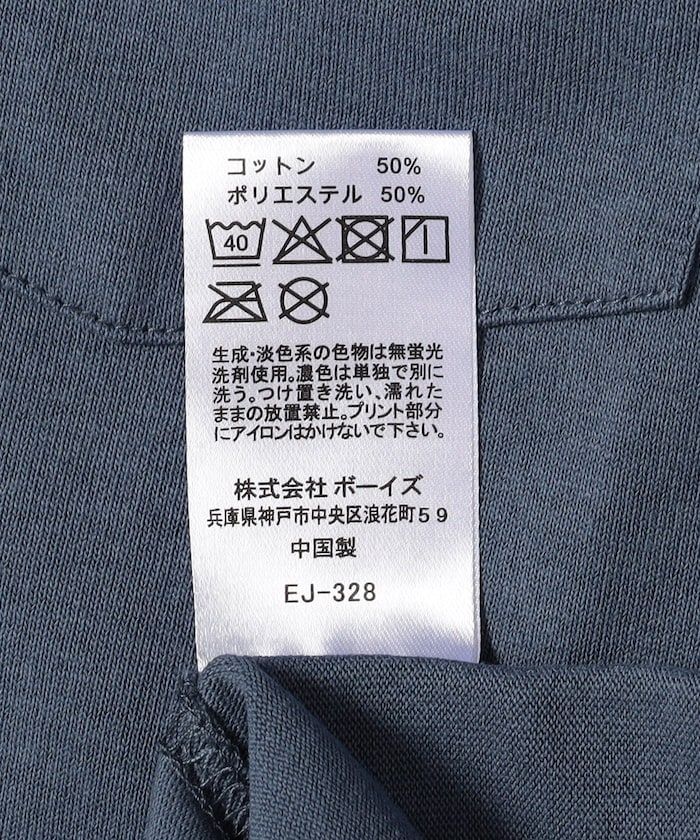 コットン 50%
ポリエステル 50%
40
生成・淡色系の色物は無蛍光
洗剤使用。濃色は単独で別に
洗う。つけ置き洗い、濡れた
ままの放置禁止。プリント部分
にアイロンはかけないで下さい。
株式会社 ボーイズ
兵庫県神戸市中央区浪花町５９
中国製
EJ-328